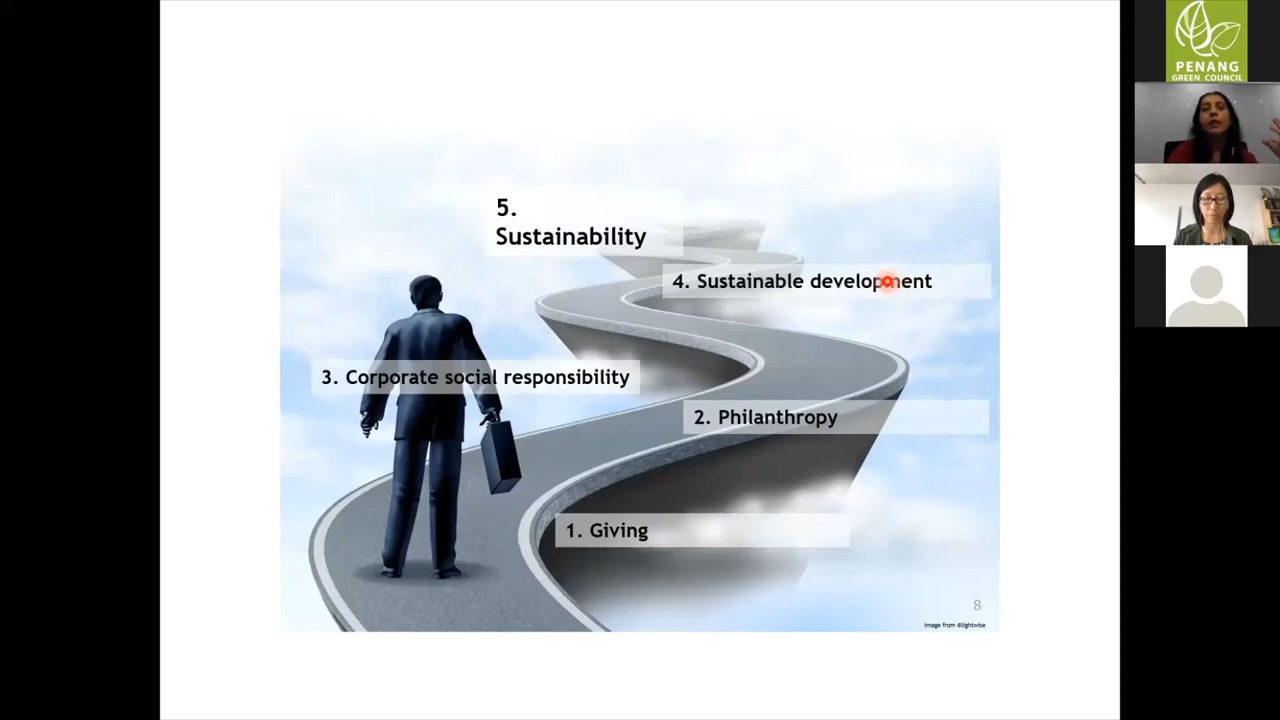 5.
Sustainability
4. Sustainable development
3. Corporate social responsibility
2. Philanthropy
1. Giving
8
Image from @lightwise
PENANG
GREEN COUNCIL